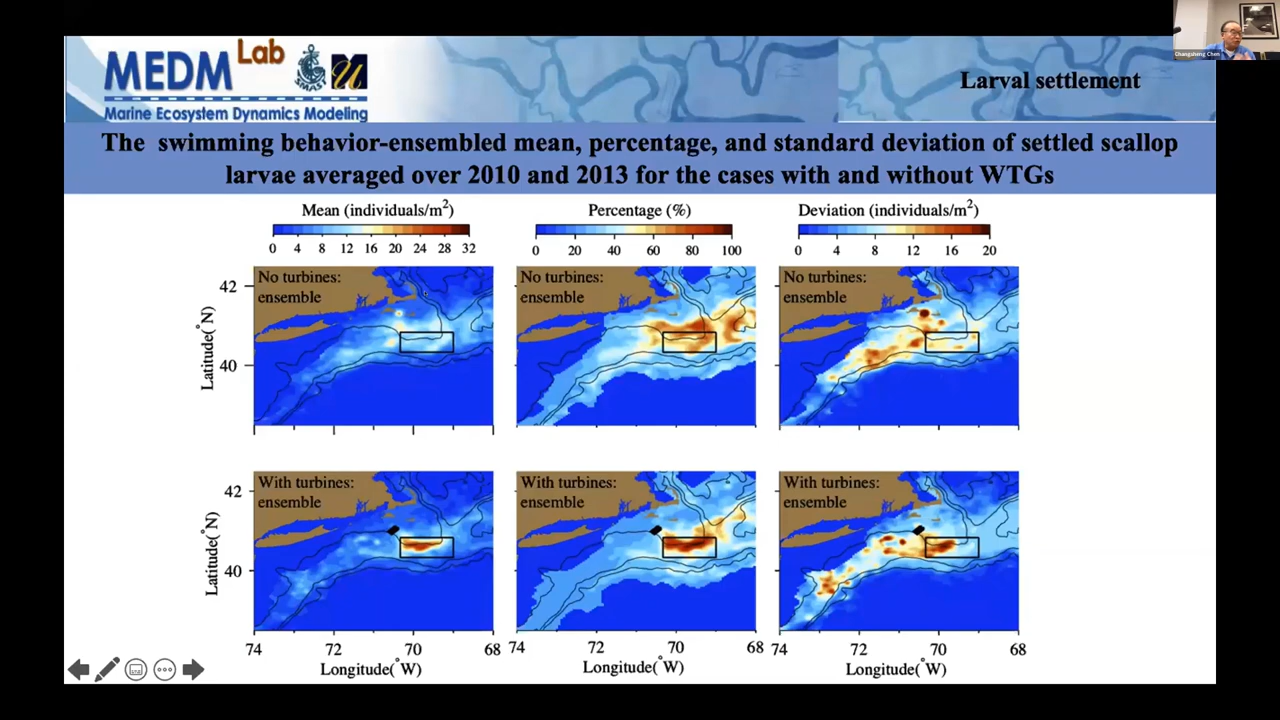 MEDM Lab
Marine Ecosystem Dynamics Modeling
Larval settlement
Changsheng Chen
The swimming behavior-ensembled mean, percentage, and standard deviation of settled scallop
larvae averaged over 2010 and 2013 for the cases with and without WTGs
Mean (individuals/m²)
0 4 8 12 16 20 24 28 32
Percentage (%)
0 20 40 60 80 100
Deviation (individuals/m²)
0 4 8 12 16 20
No turbines:
ensemble
No turbines:
ensemble
No turbines:
ensemble
42
40
Latitude(°N)
With turbines:
ensemble
With turbines:
ensemble
With turbines:
ensemble
42
40
Latitude(°N)
74 72 70 68
Longitude(°W)
74 72 70 68
Longitude(°W)
74 72 70 68
Longitude(°W)